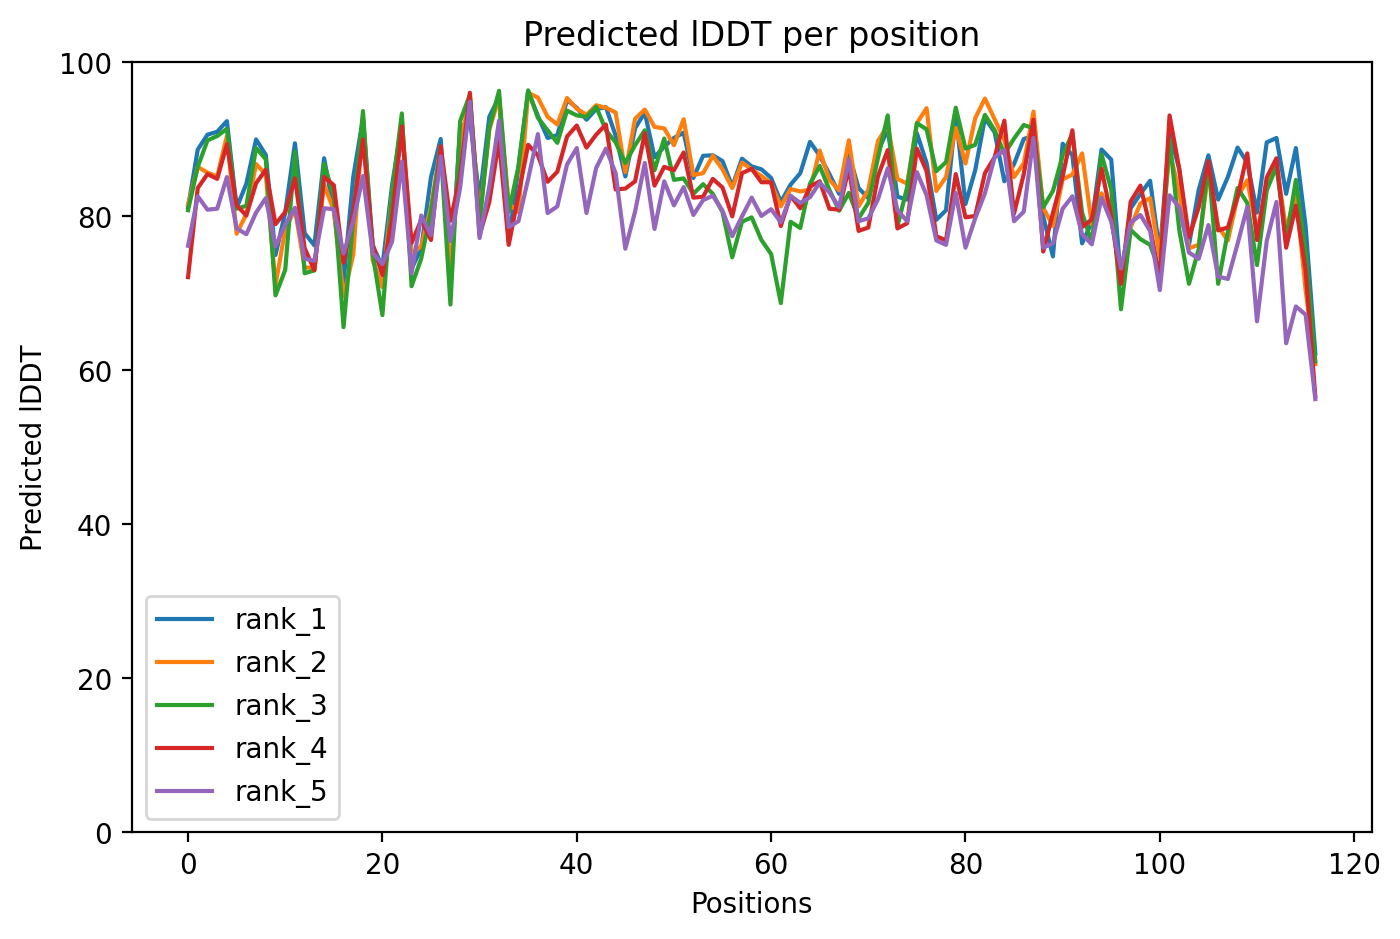 Predicted lDDT per position
100
80
60
40
20
0
Predicted lDDT
rank_1
rank_2
rank_3
rank_4
rank_5
0 20 40 60 80 100 120
Positions